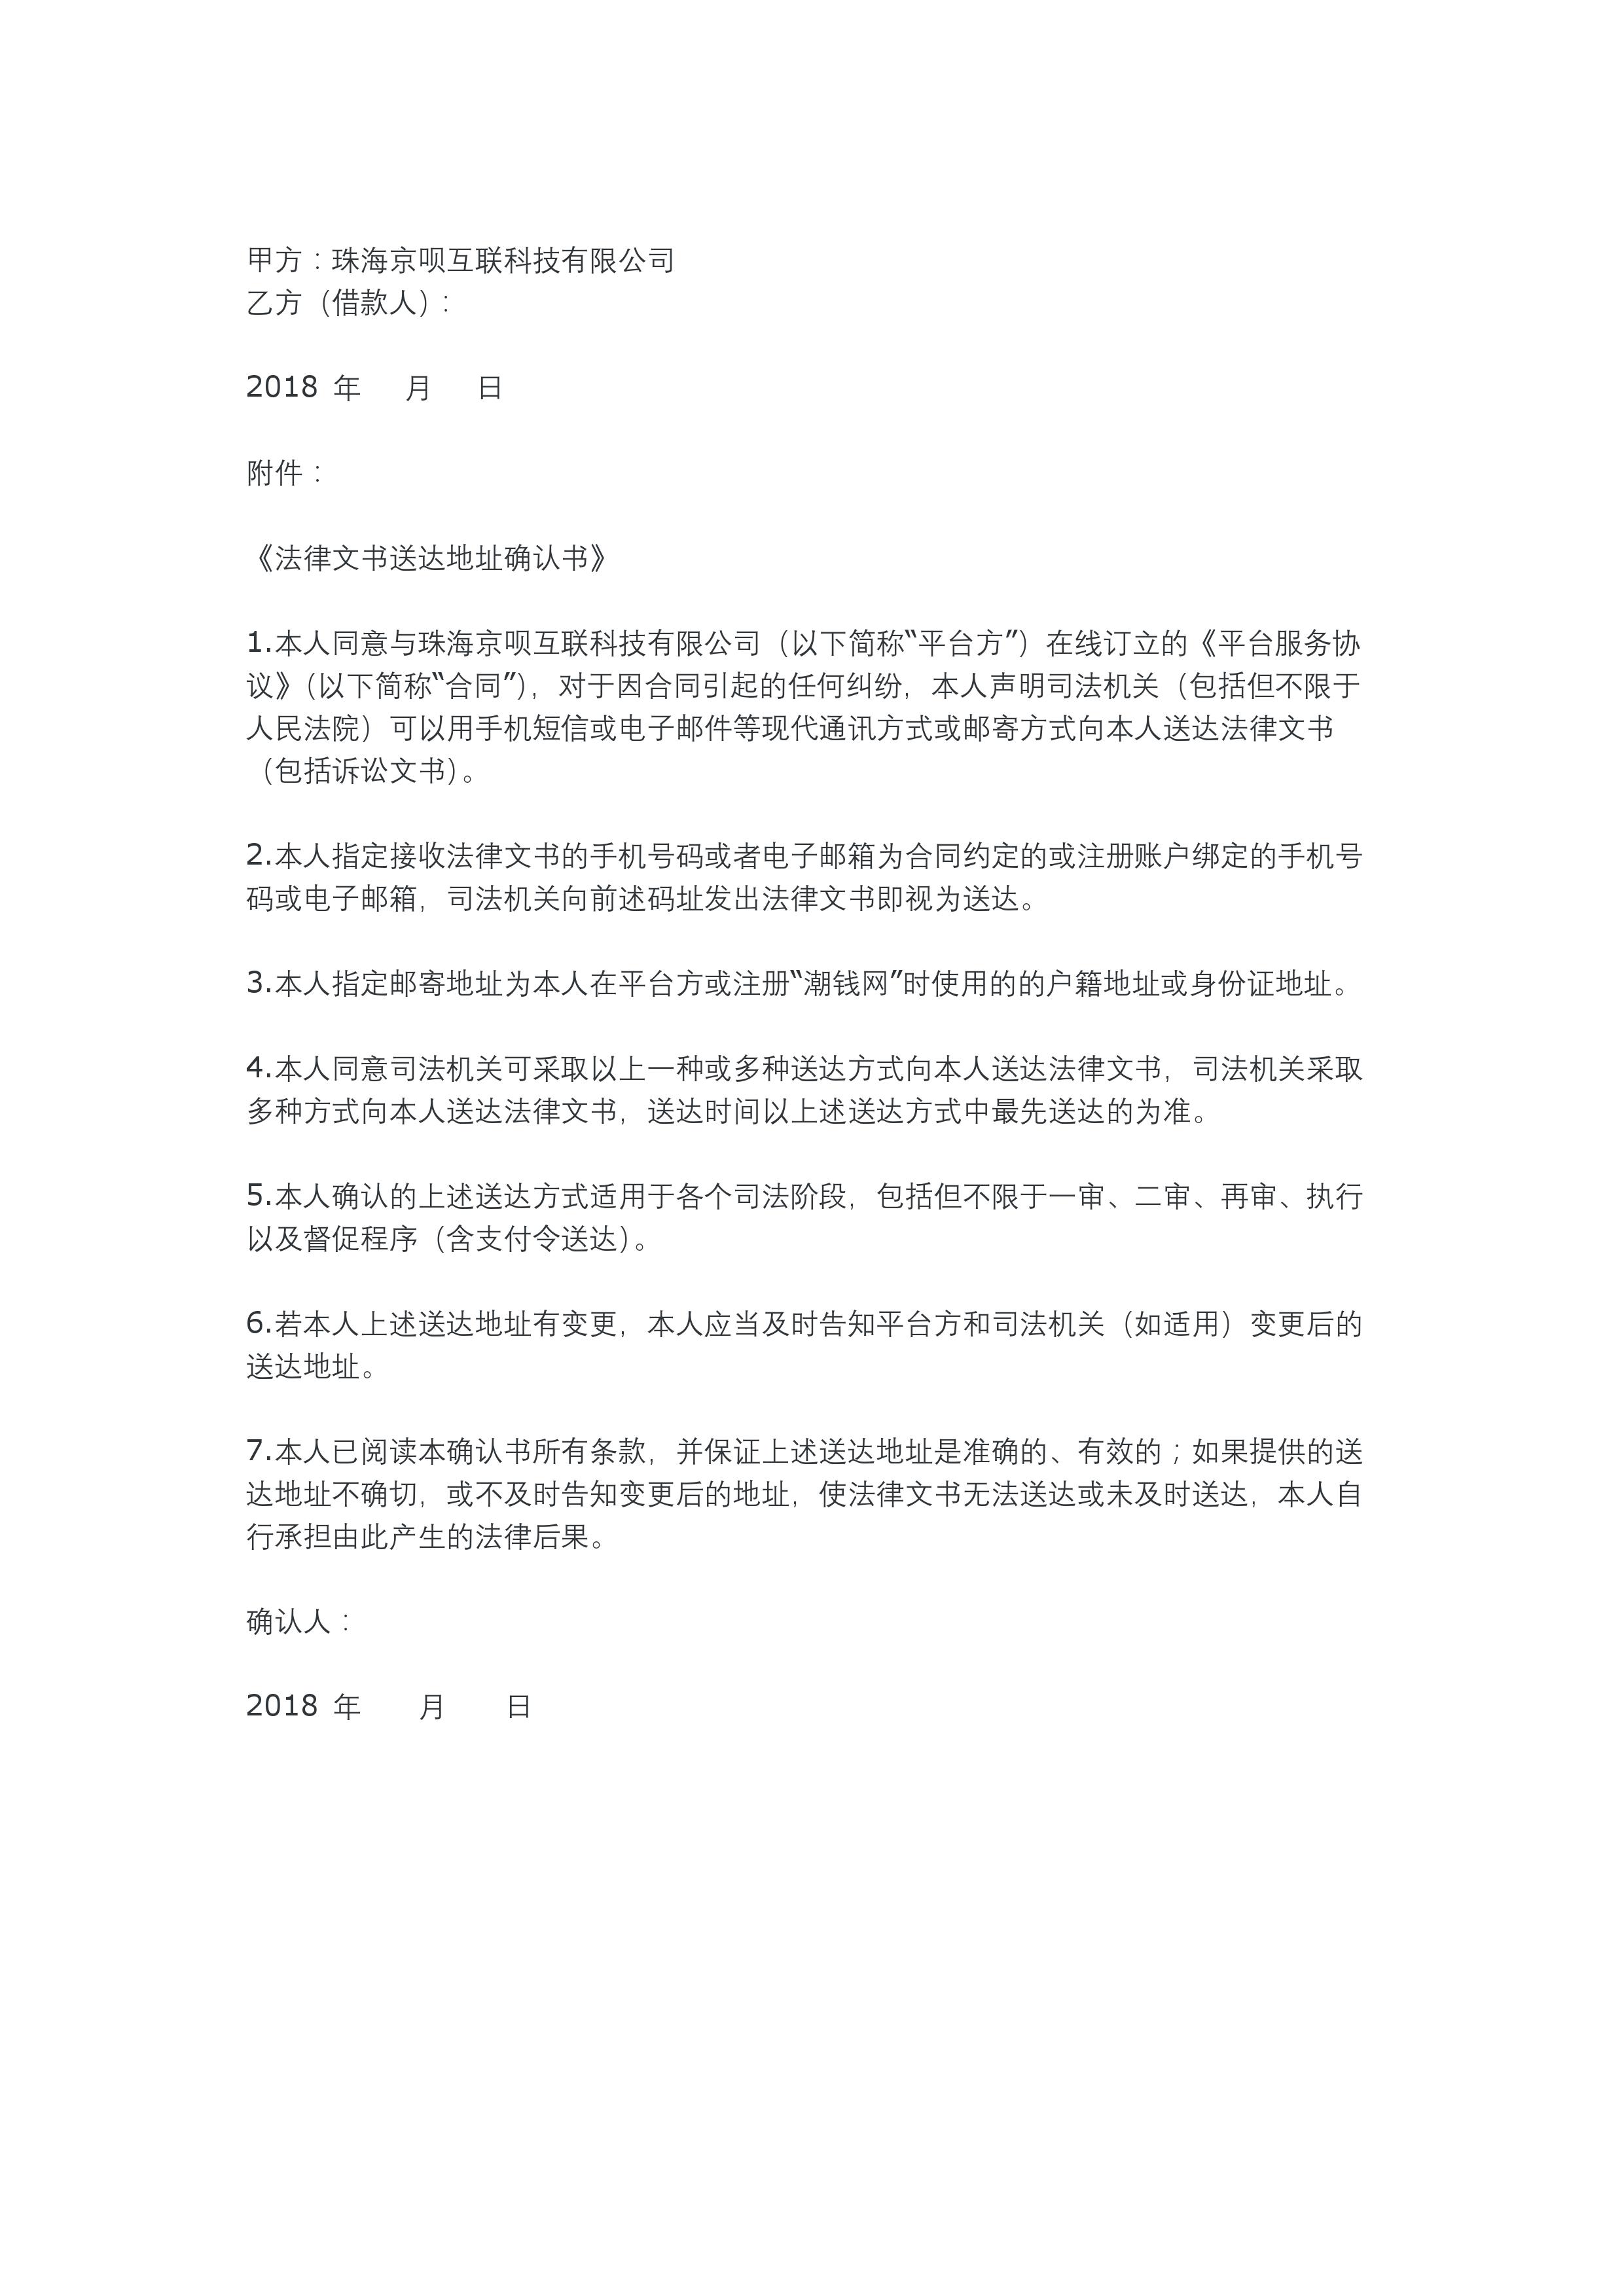 甲方：珠海京呗互联科技有限公司
乙方（借款人）：
2018 年 月 日
附件：
《法律文书送达地址确认书》
1.本人同意与珠海京呗互联科技有限公司（以下简称“平台方”）在线订立的《平台服务协
议》（以下简称“合同”），对于因合同引起的任何纠纷，本人声明司法机关（包括但不限于
人民法院）可以用手机短信或电子邮件等现代通讯方式或邮寄方式向本人送达法律文书
（包括诉讼文书）。
2.本人指定接收法律文书的手机号码或者电子邮箱为合同约定的或注册账户绑定的手机号
码或电子邮箱，司法机关向前述码址发出法律文书即视为送达。
3.本人指定邮寄地址为本人在平台方或注册“潮钱网”时使用的的户籍地址或身份证地址。
4.本人同意司法机关可采取以上一种或多种送达方式向本人送达法律文书，司法机关采取
多种方式向本人送达法律文书，送达时间以上述送达方式中最先送达的为准。
5.本人确认的上述送达方式适用于各个司法阶段，包括但不限于一审、二审、再审、执行
以及督促程序（含支付令送达）。
6.若本人上述送达地址有变更，本人应当及时告知平台方和司法机关（如适用）变更后的
送达地址。
7.本人已阅读本确认书所有条款，并保证上述送达地址是准确的、有效的；如果提供的送
达地址不确切，或不及时告知变更后的地址，使法律文书无法送达或未及时送达，本人自
行承担由此产生的法律后果。
确认人：
2018 年 月 日